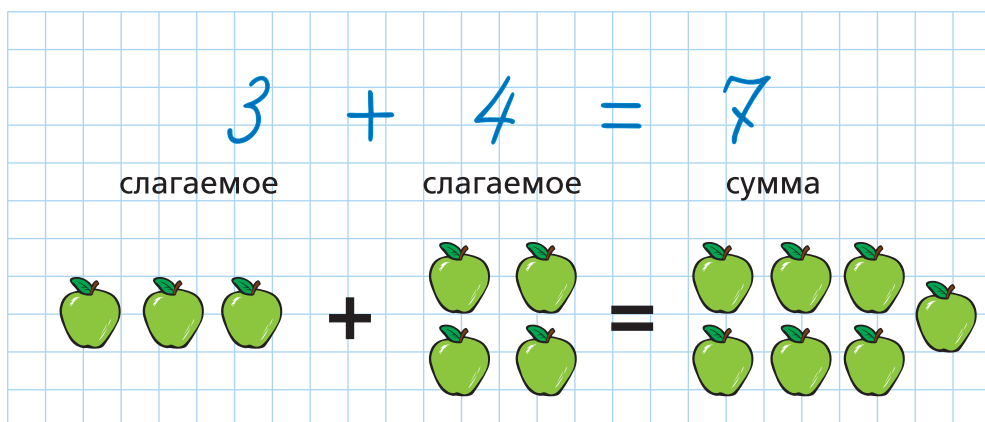 3 + 4 = 7
слагаемое слагаемое сумма
+ =